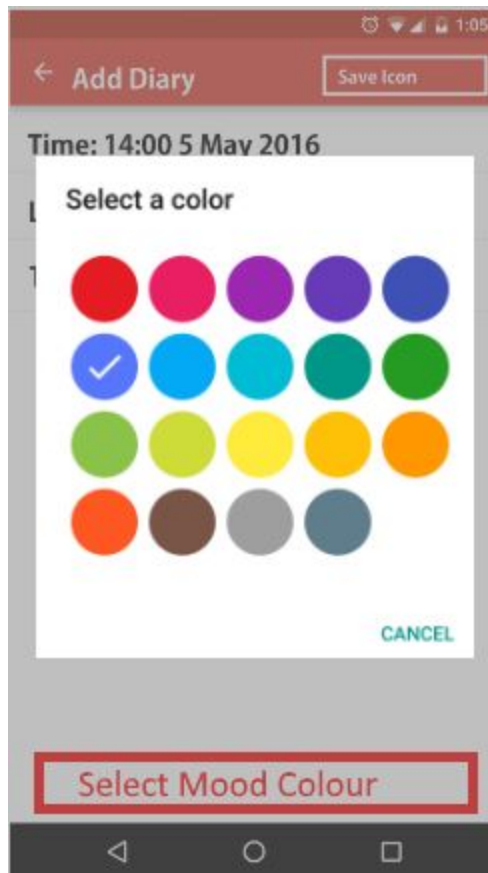 1:05
Add Diary
Save Icon
Time: 14:00 5 May 2016
Select a color
L
T
CANCEL
Select Mood Colour